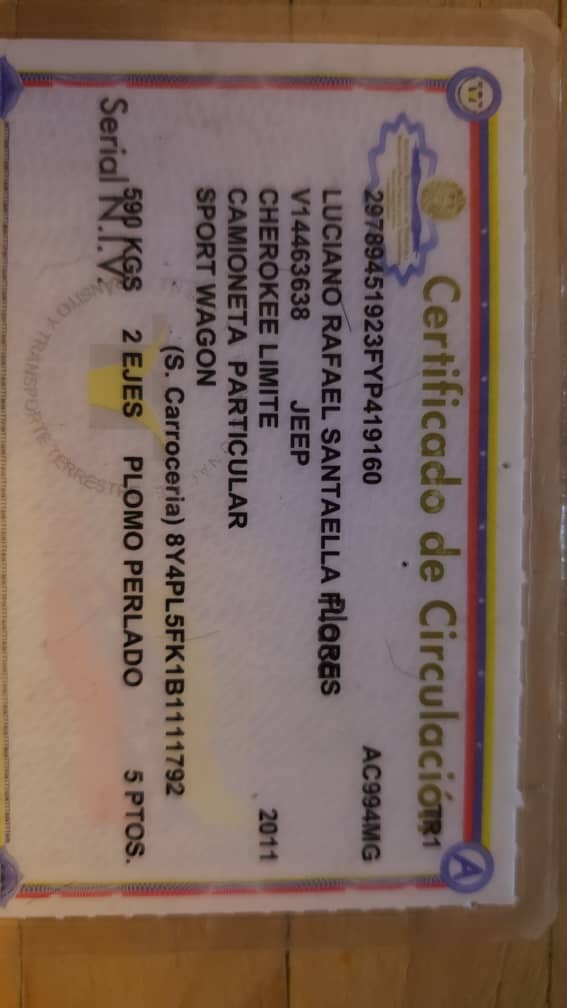 Certificado de Circulación
TR1
29789451923FYP419160 AC994MG
LUCIANO RAFAEL SANTAELLA
V14463638 JEEP
CHEROKEE LIMITE 2011
CAMIONETA PARTICULAR
SPORT WAGON
(S. Carroceria) 8Y4PL5FK1B1111792
590 KGS 2 EJES PLOMO PERLADO 5 PTOS.
Serial N.I.V.
TRANSITO Y TRANSPORTE TERRESTRE
A